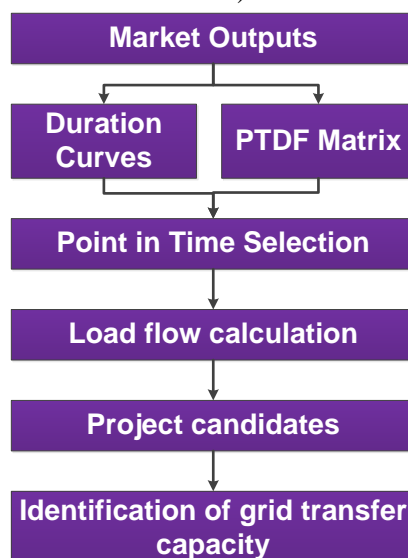 Market Outputs
Duration
Curves
PTDF Matrix
Point in Time Selection
Load flow calculation
Project candidates
Identification of grid transfer
capacity